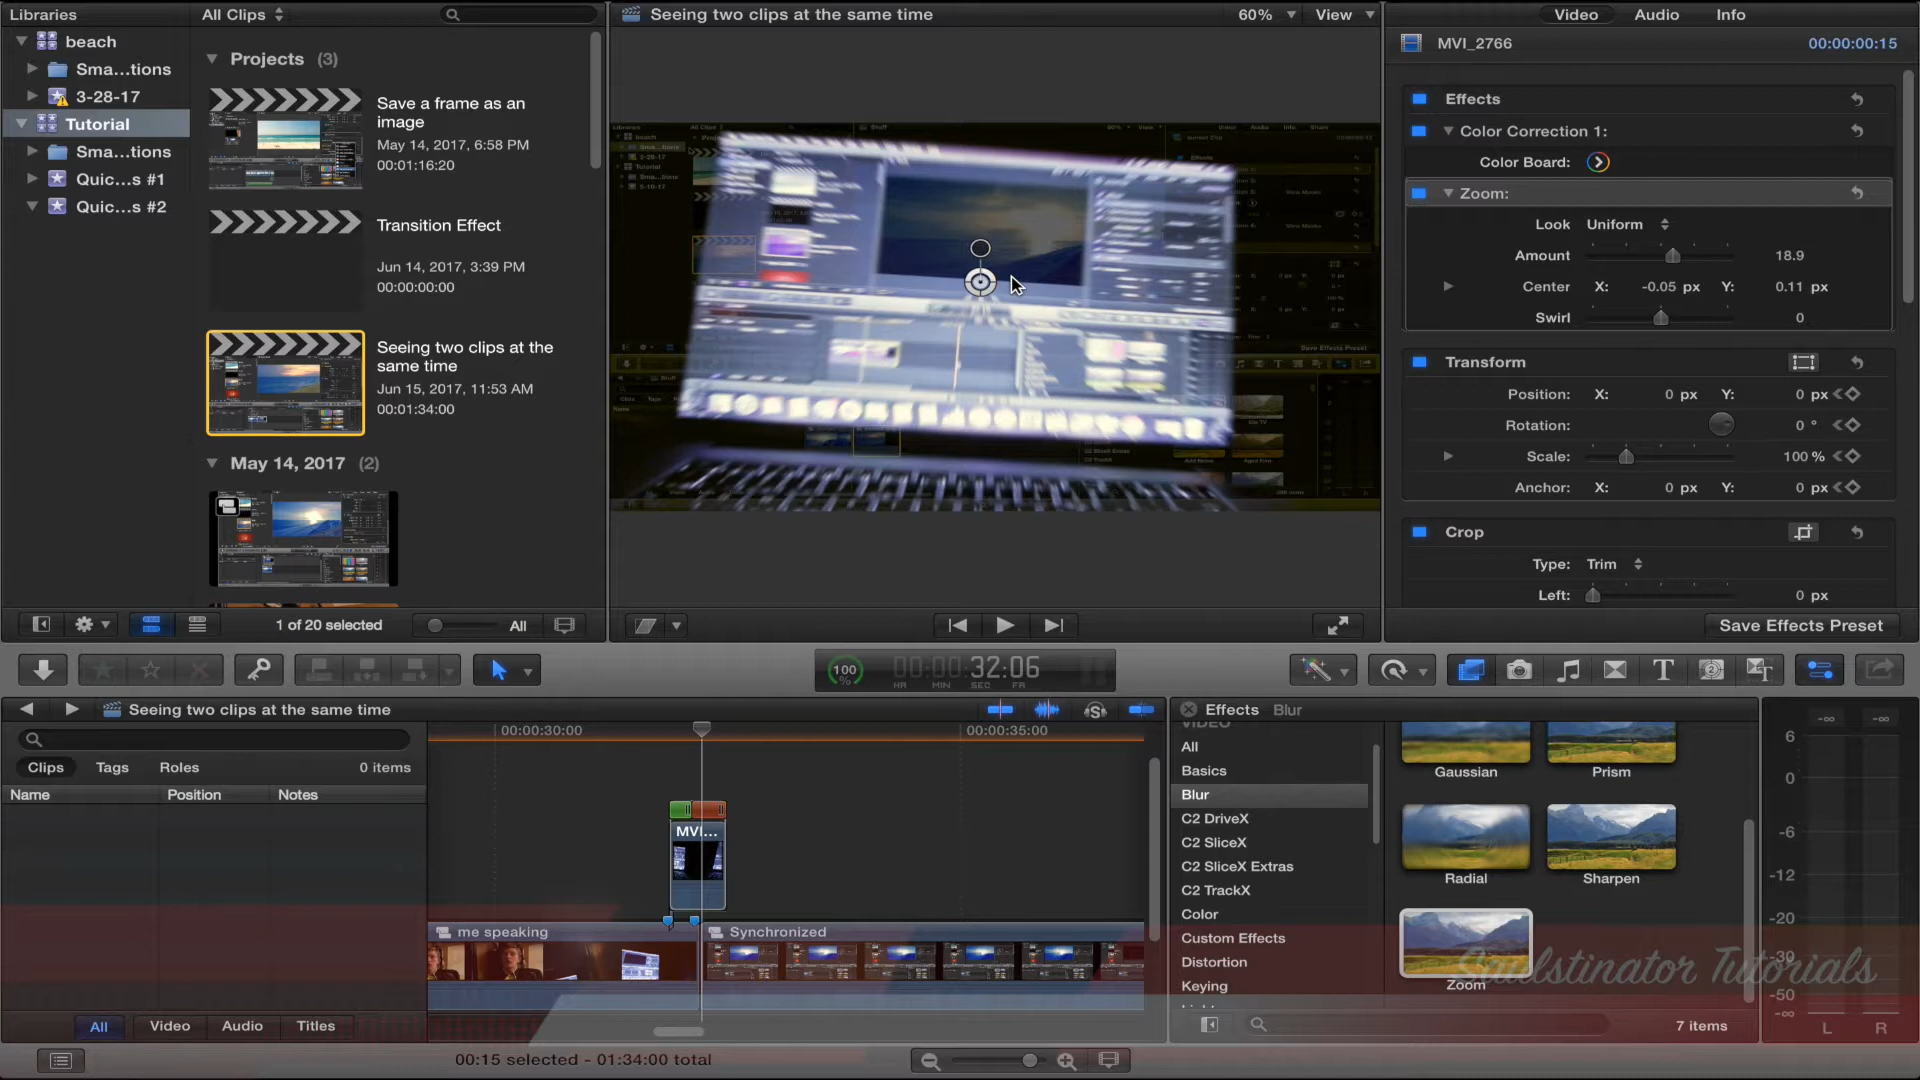 Libraries
beach
Sma...tions
3-28-17
Tutorial
Sma...tions
Quic...s #1
Quic...s #2
All Clips
Projects (3)
Save a frame as an
image
May 14, 2017, 6:58 PM
00:01:16:20
Transition Effect
Jun 14, 2017, 3:39 PM
00:00:00:00
Seeing two clips at the
same time
Jun 15, 2017, 11:53 AM
00:01:34:00
May 14, 2017 (2)
1 of 20 selected
All
Seeing two clips at the same time
60%
View
Video
Audio
Info
MVI_2766
00:00:00:15
Effects
Color Correction 1:
Color Board:
Zoom:
Look Uniform
Amount 18.9
Center X: -0.05 px Y: 0.11 px
Swirl 0
Transform
Position: X: 0 px Y: 0 px
Rotation: 0 °
Scale: 100 %
Anchor: X: 0 px Y: 0 px
Crop
Type: Trim
Left: 0 px
Save Effects Preset
100
%
00:00:32:06
HR MIN SEC FR
Seeing two clips at the same time
Clips
Tags
Roles
0 items
Name
Position
Notes
All
Video
Audio
Titles
00:00:30:00
00:00:35:00
MVI...
me speaking
Synchronized
Effects Blur
VIDEO
All
Basics
Blur
C2 DriveX
C2 SliceX
C2 SliceX Extras
C2 TrackX
Color
Custom Effects
Distortion
Keying
Gaussian
Prism
Radial
Sharpen
Zoom
7 items
-∞ -∞
6
0
-6
-12
-20
-30
-50
-∞
L R
Saulstinator Tutorials
00:15 selected - 01:34:00 total